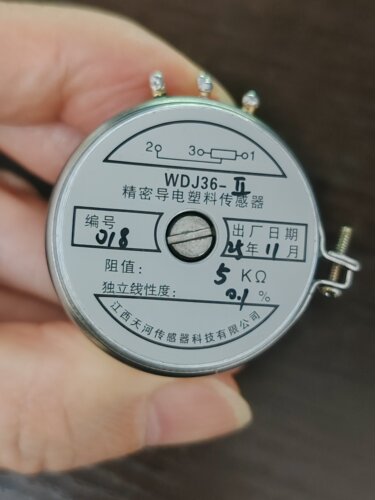 2 3 1
WDJ36-II
精密导电塑料传感器
编号 018
出厂日期
25年11月
阻值: 5 KΩ
独立线性度: 0.1 %
江西天河传感器科技有限公司